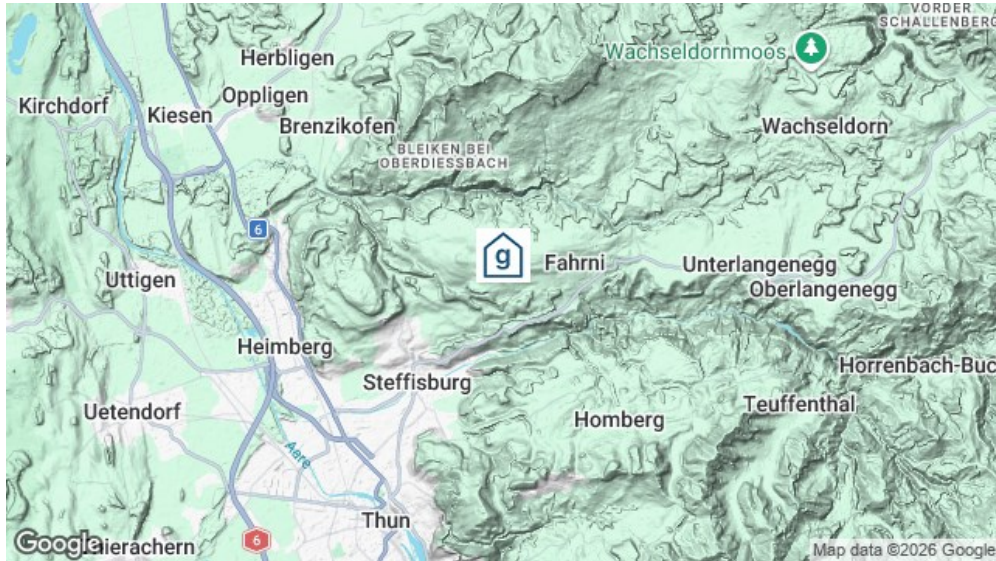 VORDER
SCHALLENBERG
Wachseldornmoos
Herbligen
Kirchdorf
Oppligen
Kiesen
Brenzikofen
Wachseldorn
BLEIKEN BEI
OBERDIESSBACH
6
g
Fahrni
Unterlangenegg
Uttigen
Oberlangenegg
Heimberg
Horrenbach-Buc
Steffisburg
Uetendorf
Teuffenthal
Homberg
Aare
Thun
6
Google
aierachern
Map data ©2026 Google